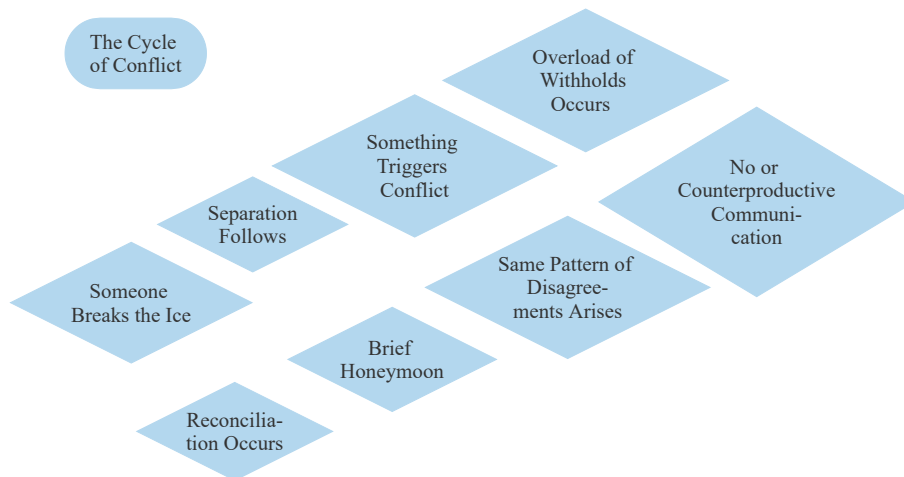 The Cycle
of Conflict
Overload of
Withholds
Occurs
Something
Triggers
Conflict
No or
Counterproductive
Communi-
cation
Separation
Follows
Same Pattern of
Disagree-
ments Arises
Someone
Breaks the Ice
Brief
Honeymoon
Reconcilia-
tion Occurs